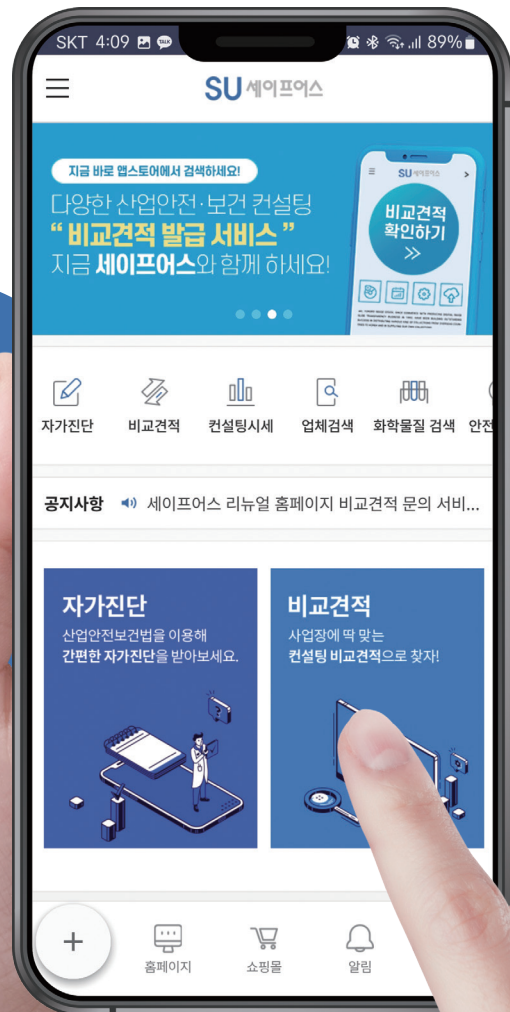 SKT 4:09
89%
SU 세이프어스
지금 바로 앱스토어에서 검색하세요!
다양한 산업안전·보건 컨설팅
“ 비교견적 발급 서비스 ”
지금 세이프어스와 함께 하세요!
SU 세이프어스
비교견적
확인하기
자가진단
비교견적
컨설팅시세
업체검색
화학물질 검색
안전
공지사항
세이프어스 리뉴얼 홈페이지 비교견적 문의 서비...
자가진단
산업안전보건법을 이용해
간편한 자가진단을 받아보세요.
비교견적
사업장에 딱 맞는
컨설팅 비교견적으로 찾자!
홈페이지
쇼핑몰
알림